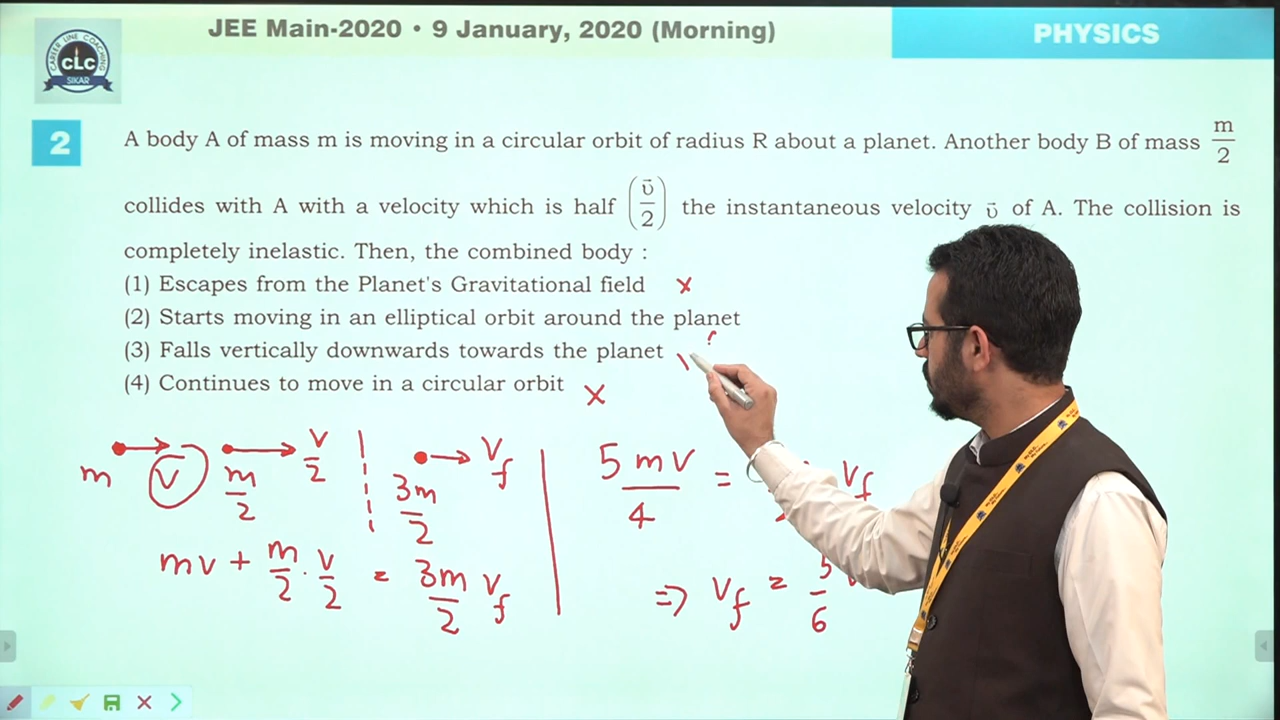 JEE Main-2020 • 9 January, 2020 (Morning)
PHYSICS
CAREER LINE COACHING
CLC
SIKAR
2
A body A of mass m is moving in a circular orbit of radius R about a planet. Another body B of mass m/2
collides with A with a velocity which is half (v⃗/2) the instantaneous velocity v⃗ of A. The collision is
completely inelastic. Then, the combined body :
(1) Escapes from the Planet's Gravitational field ×
(2) Starts moving in an elliptical orbit around the planet
(3) Falls vertically downwards towards the planet
(4) Continues to move in a circular orbit ×
m v m/2 v/2 3m/2 v_f
mv + m/2 · v/2 = 3m/2 v_f
5mv/4 = v_f
⇒ v_f = 5/6